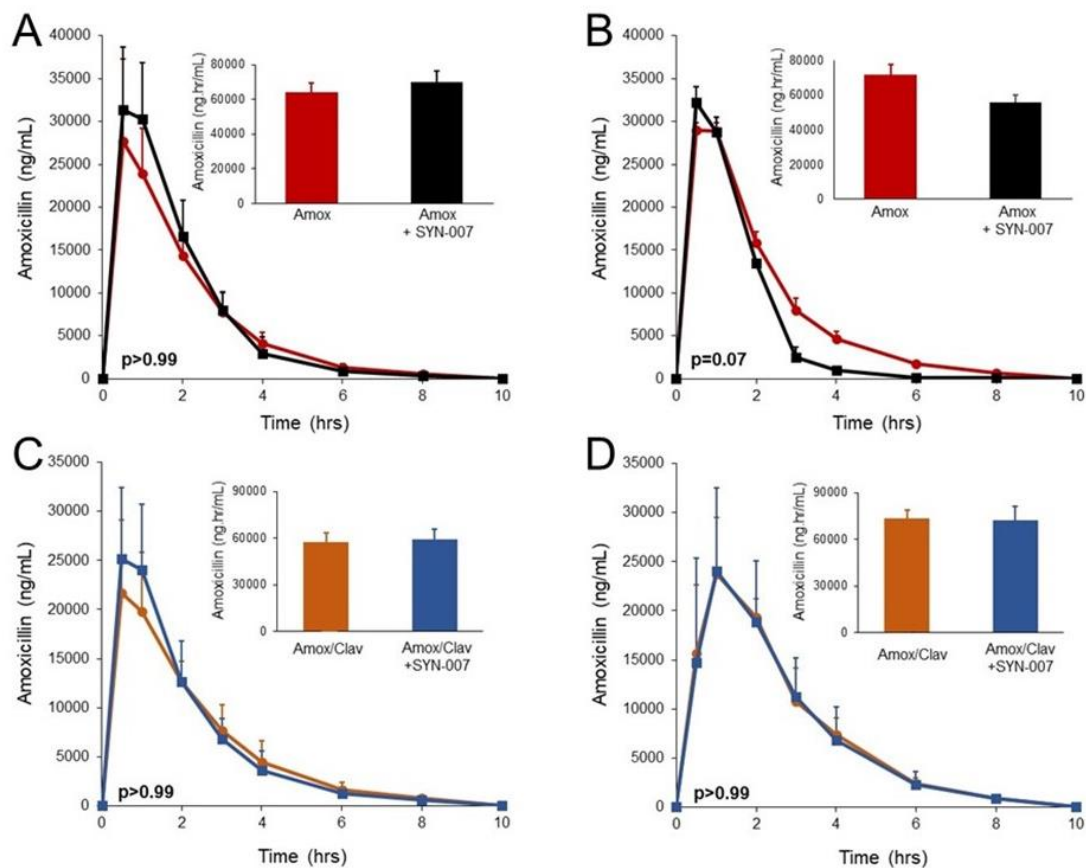 A
Amoxicillin (ng/mL)
40000
35000
30000
25000
20000
15000
10000
5000
0
Amoxicillin (ng.hr/mL)
80000
60000
40000
20000
0
Amox
Amox
+ SYN-007
p>0.99
0
2
4
6
8
10
Time (hrs)
B
Amoxicillin (ng/mL)
40000
35000
30000
25000
20000
15000
10000
5000
0
Amoxicillin (ng.hr/mL)
80000
60000
40000
20000
0
Amox
Amox
+ SYN-007
p=0.07
0
2
4
6
8
10
Time (hrs)
C
Amoxicillin (ng/mL)
35000
30000
25000
20000
15000
10000
5000
0
Amoxicillin (ng.hr/mL)
90000
60000
30000
0
Amox/Clav
Amox/Clav
+SYN-007
p>0.99
0
2
4
6
8
10
Time (hrs)
D
Amoxicillin (ng/mL)
35000
30000
25000
20000
15000
10000
5000
0
Amoxicillin (ng.hr/mL)
90000
60000
30000
0
Amox/Clav
Amox/Clav
+SYN-007
p>0.99
0
2
4
6
8
10
Time (hrs)